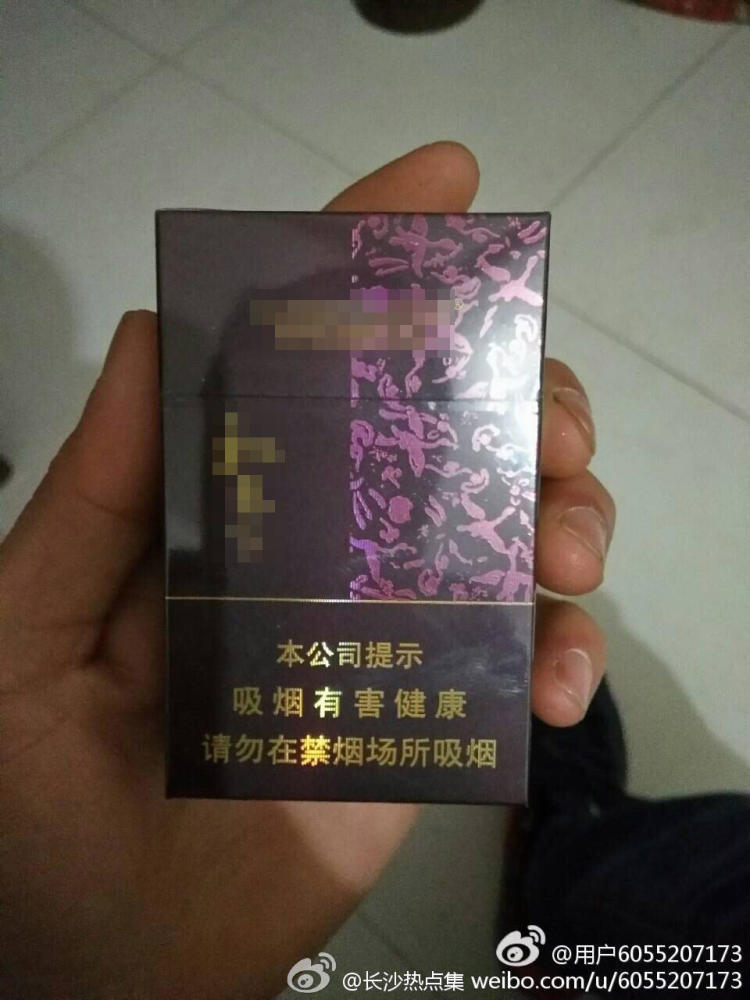 本公司提示
吸烟有害健康
请勿在禁烟场所吸烟
@用户6055207173
@长沙热点集 weibo.com/u/6055207173